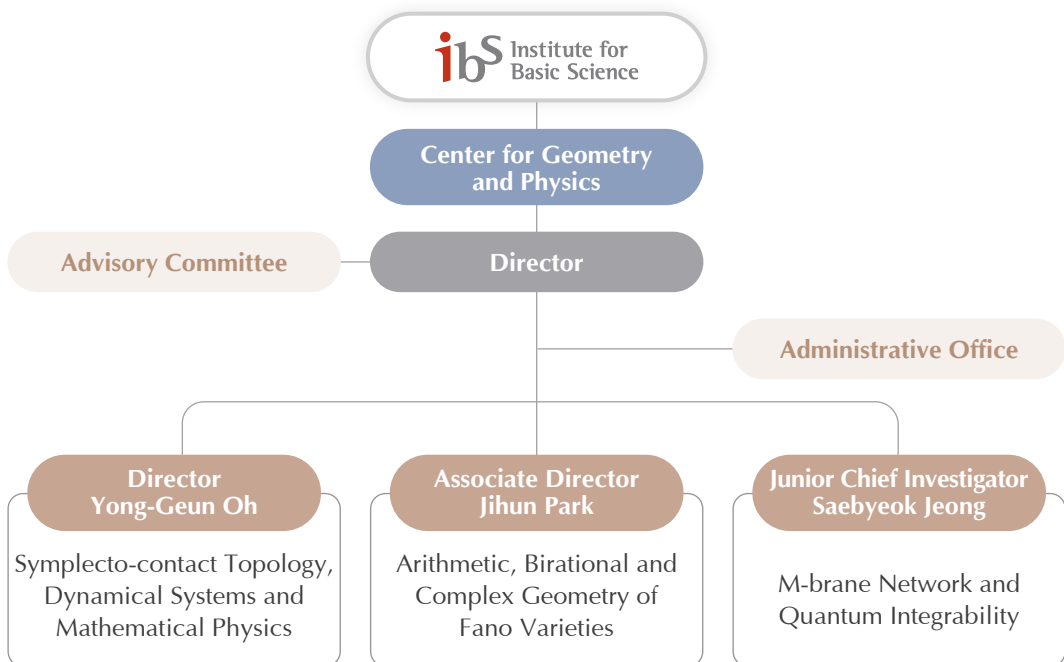 ibs Institute for
Basic Science
Center for Geometry
and Physics
Advisory Committee
Director
Administrative Office
Director
Yong-Geun Oh
Symplecto-contact Topology,
Dynamical Systems and
Mathematical Physics
Associate Director
Jihun Park
Arithmetic, Birational and
Complex Geometry of
Fano Varieties
Junior Chief Investigator
Saebyeok Jeong
M-brane Network and
Quantum Integrability